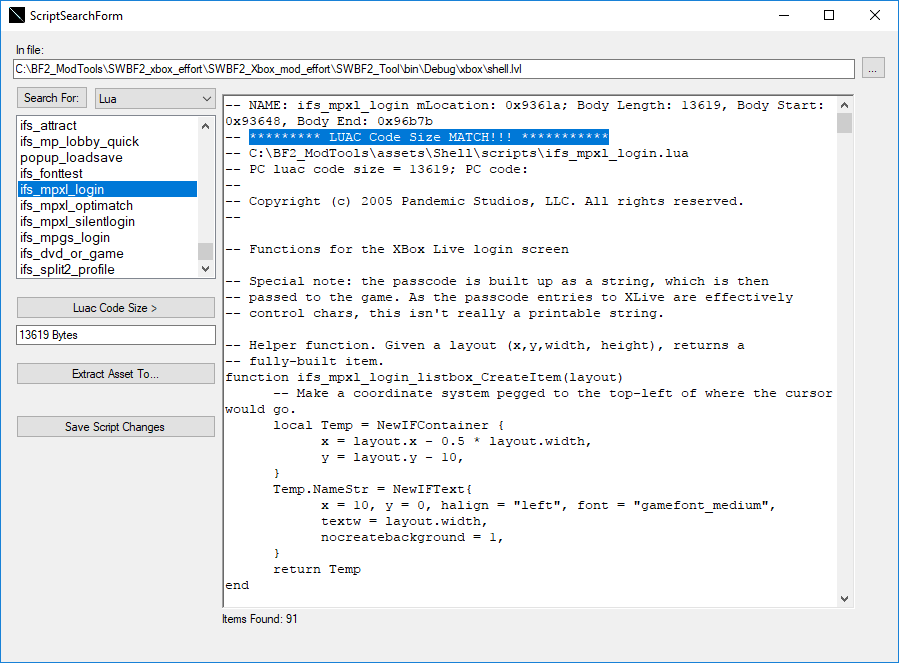 ScriptSearchForm
In file:
C:\BF2_ModTools\SWBF2_xbox_effort\SWBF2_Xbox_mod_effort\SWBF2_Tool\bin\Debug\xbox\shell.lvl
...
Search For:
Lua
ifs_attract
ifs_mp_lobby_quick
popup_loadsave
ifs_fonttest
ifs_mpxl_login
ifs_mpxl_optimatch
ifs_mpxl_silentlogin
ifs_mpgs_login
ifs_dvd_or_game
ifs_split2_profile
Luac Code Size >
13619 Bytes
Extract Asset To...
Save Script Changes
-- NAME: ifs_mpxl_login mLocation: 0x9361a; Body Length: 13619, Body Start:
0x93648, Body End: 0x96b7b
-- ********* LUAC Code Size MATCH!!! ***********
-- C:\BF2_ModTools\assets\Shell\scripts\ifs_mpxl_login.lua
-- PC luac code size = 13619; PC code:
--
-- Copyright (c) 2005 Pandemic Studios, LLC. All rights reserved.
--
-- Functions for the XBox Live login screen
-- Special note: the passcode is built up as a string, which is then
-- passed to the game. As the passcode entries to XLive are effectively
-- control chars, this isn't really a printable string.
-- Helper function. Given a layout (x,y,width, height), returns a
-- fully-built item.
function ifs_mpxl_login_listbox_CreateItem(layout)
-- Make a coordinate system pegged to the top-left of where the cursor
would go.
local Temp = NewIFContainer {
x = layout.x - 0.5 * layout.width,
y = layout.y - 10,
}
Temp.NameStr = NewIFText{
x = 10, y = 0, halign = "left", font = "gamefont_medium",
textw = layout.width,
nocreatebackground = 1,
}
return Temp
end
Items Found: 91